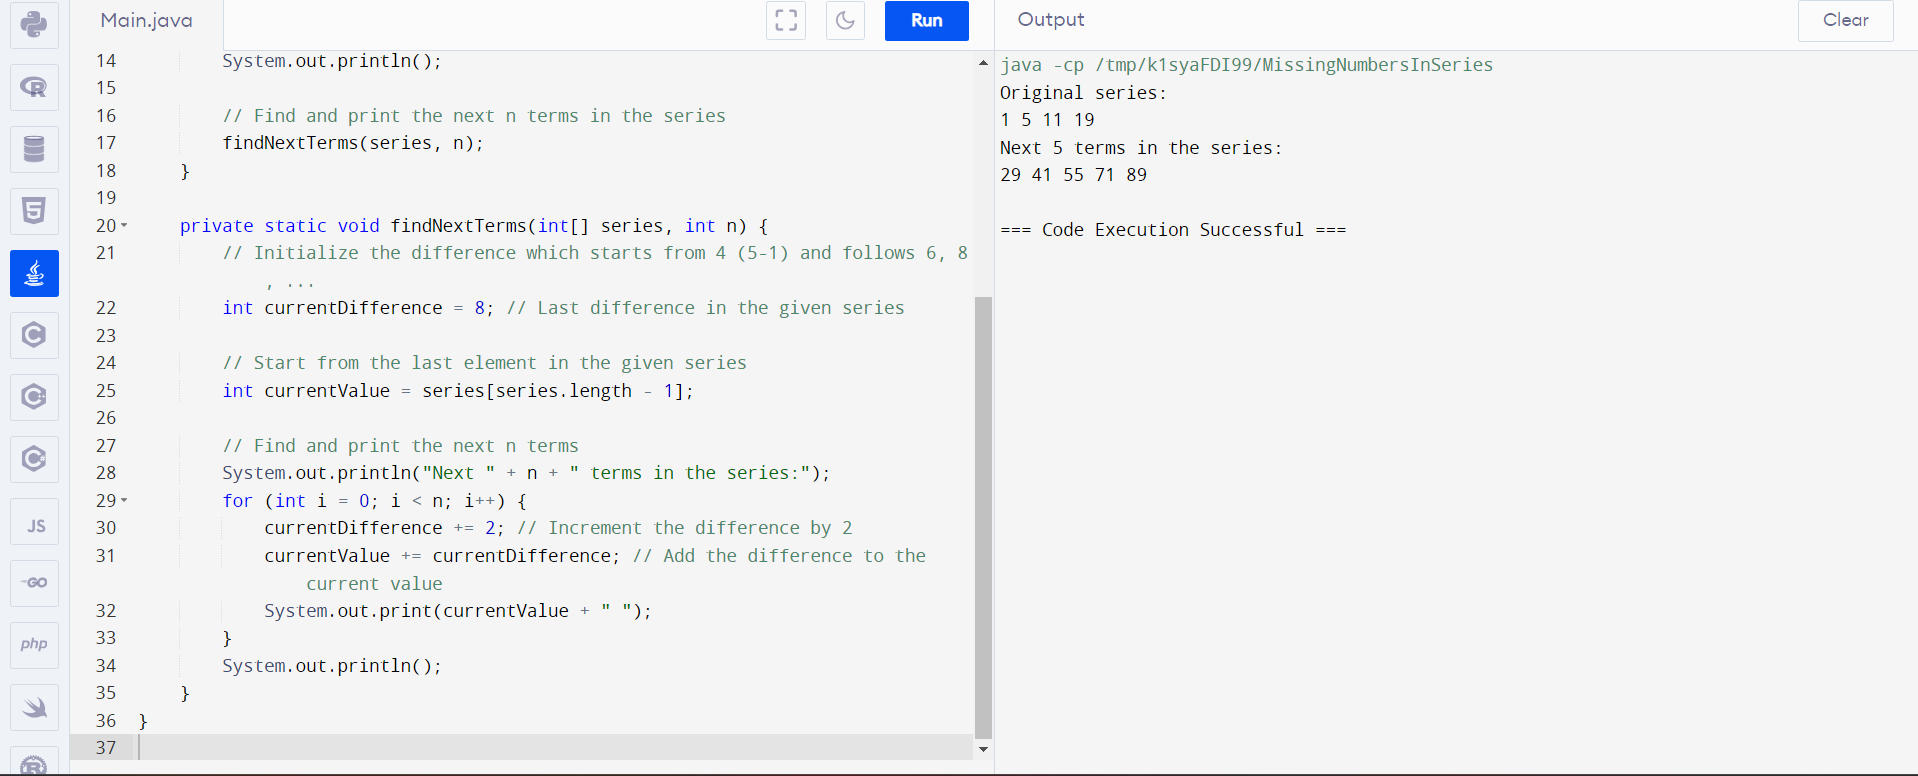 Main.java
Run
Output
Clear
14 System.out.println();
15
16 // Find and print the next n terms in the series
17 findNextTerms(series, n);
18 }
19
20 private static void findNextTerms(int[] series, int n) {
21 // Initialize the difference which starts from 4 (5-1) and follows 6, 8
, ...
22 int currentDifference = 8; // Last difference in the given series
23
24 // Start from the last element in the given series
25 int currentValue = series[series.length - 1];
26
27 // Find and print the next n terms
28 System.out.println("Next " + n + " terms in the series:");
29 for (int i = 0; i < n; i++) {
30 currentDifference += 2; // Increment the difference by 2
31 currentValue += currentDifference; // Add the difference to the
current value
32 System.out.print(currentValue + " ");
33 }
34 System.out.println();
35 }
36 }
37
java -cp /tmp/k1syaFDI99/MissingNumbersInSeries
Original series:
1 5 11 19
Next 5 terms in the series:
29 41 55 71 89
=== Code Execution Successful ===
R
5
C
C
C
JS
GO
php
R